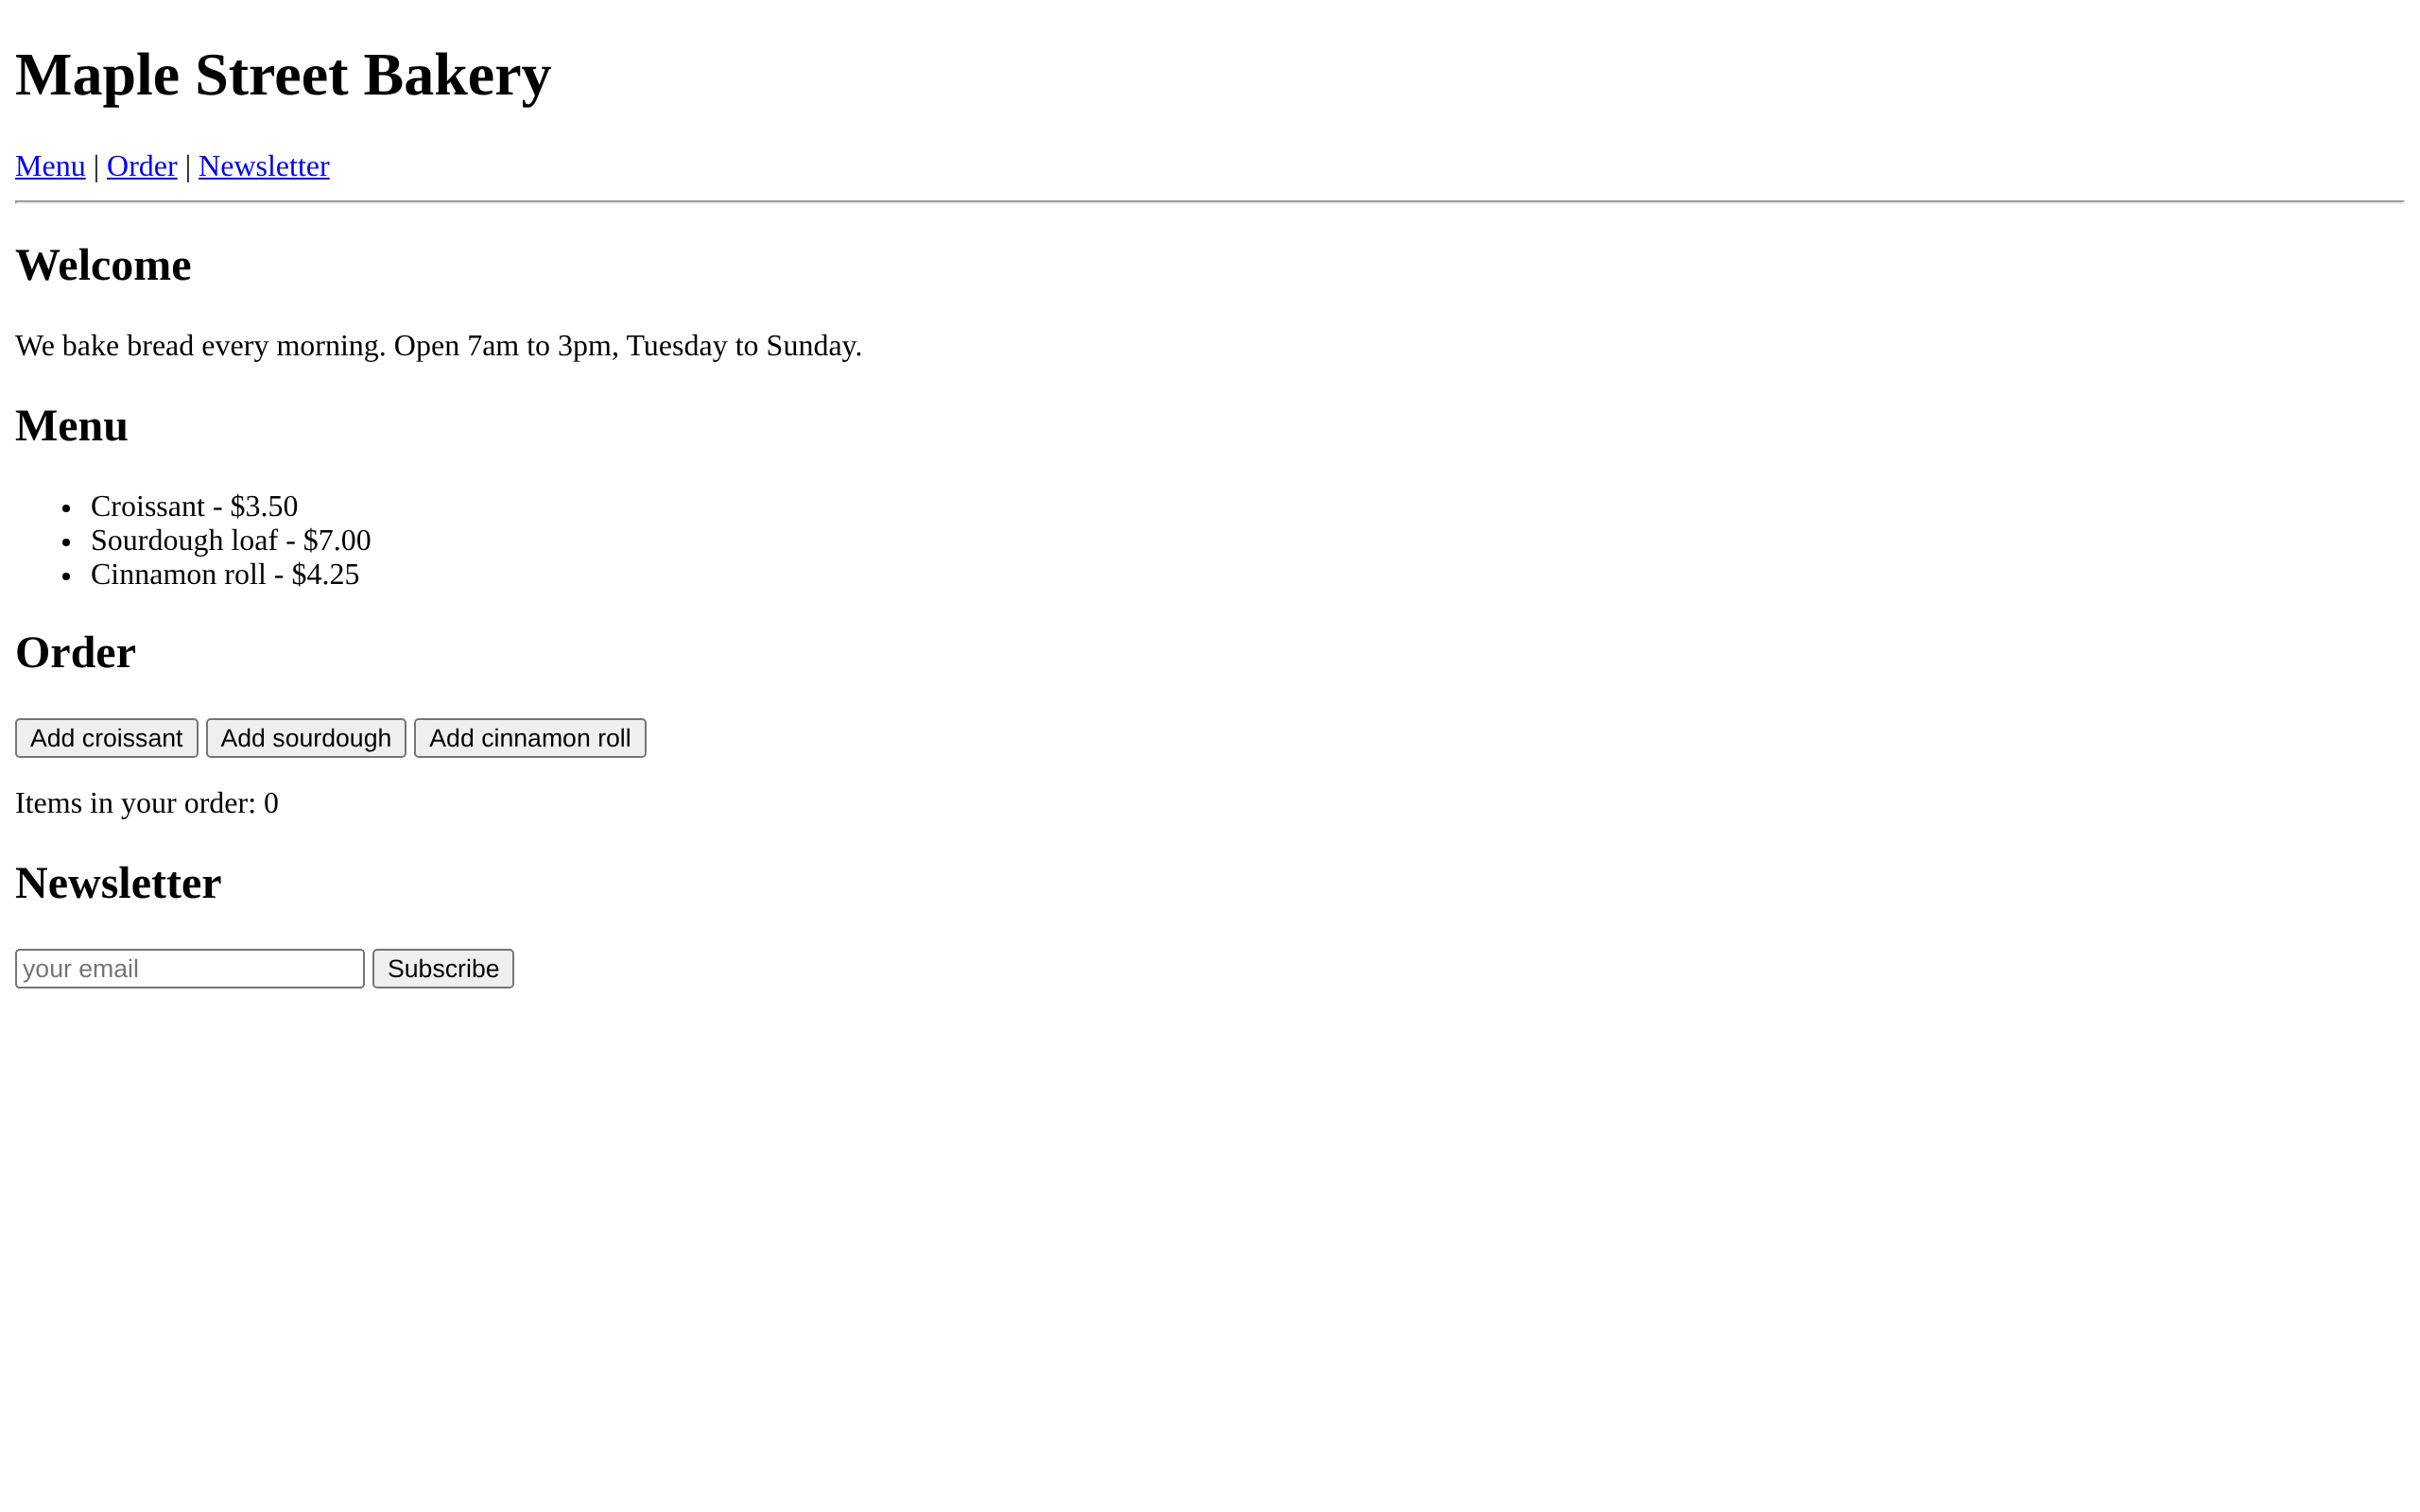 Maple Street Bakery
Menu | Order | Newsletter
Welcome
We bake bread every morning. Open 7am to 3pm, Tuesday to Sunday.
Menu
Croissant - $3.50
Sourdough loaf - $7.00
Cinnamon roll - $4.25
Order
Add croissant Add sourdough Add cinnamon roll
Items in your order: 0
Newsletter
your email Subscribe